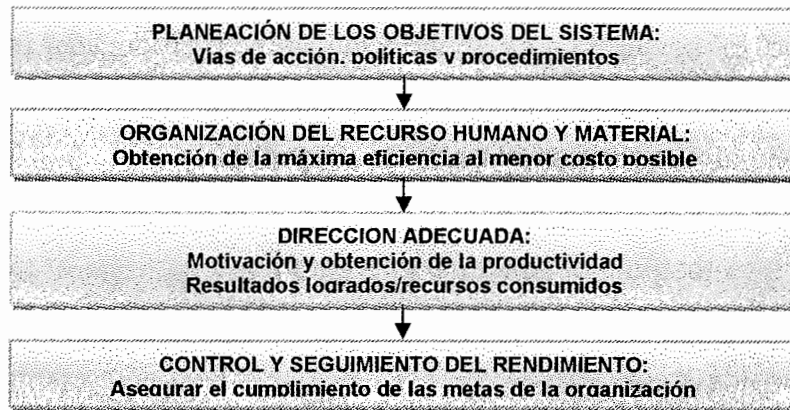 PLANEACIÓN DE LOS OBJETIVOS DEL SISTEMA:
Vías de acción, políticas y procedimientos
ORGANIZACIÓN DEL RECURSO HUMANO Y MATERIAL:
Obtención de la máxima eficiencia al menor costo posible
DIRECCION ADECUADA:
Motivación y obtención de la productividad
Resultados logrados/recursos consumidos
CONTROL Y SEGUIMIENTO DEL RENDIMIENTO:
Asegurar el cumplimiento de las metas de la organización